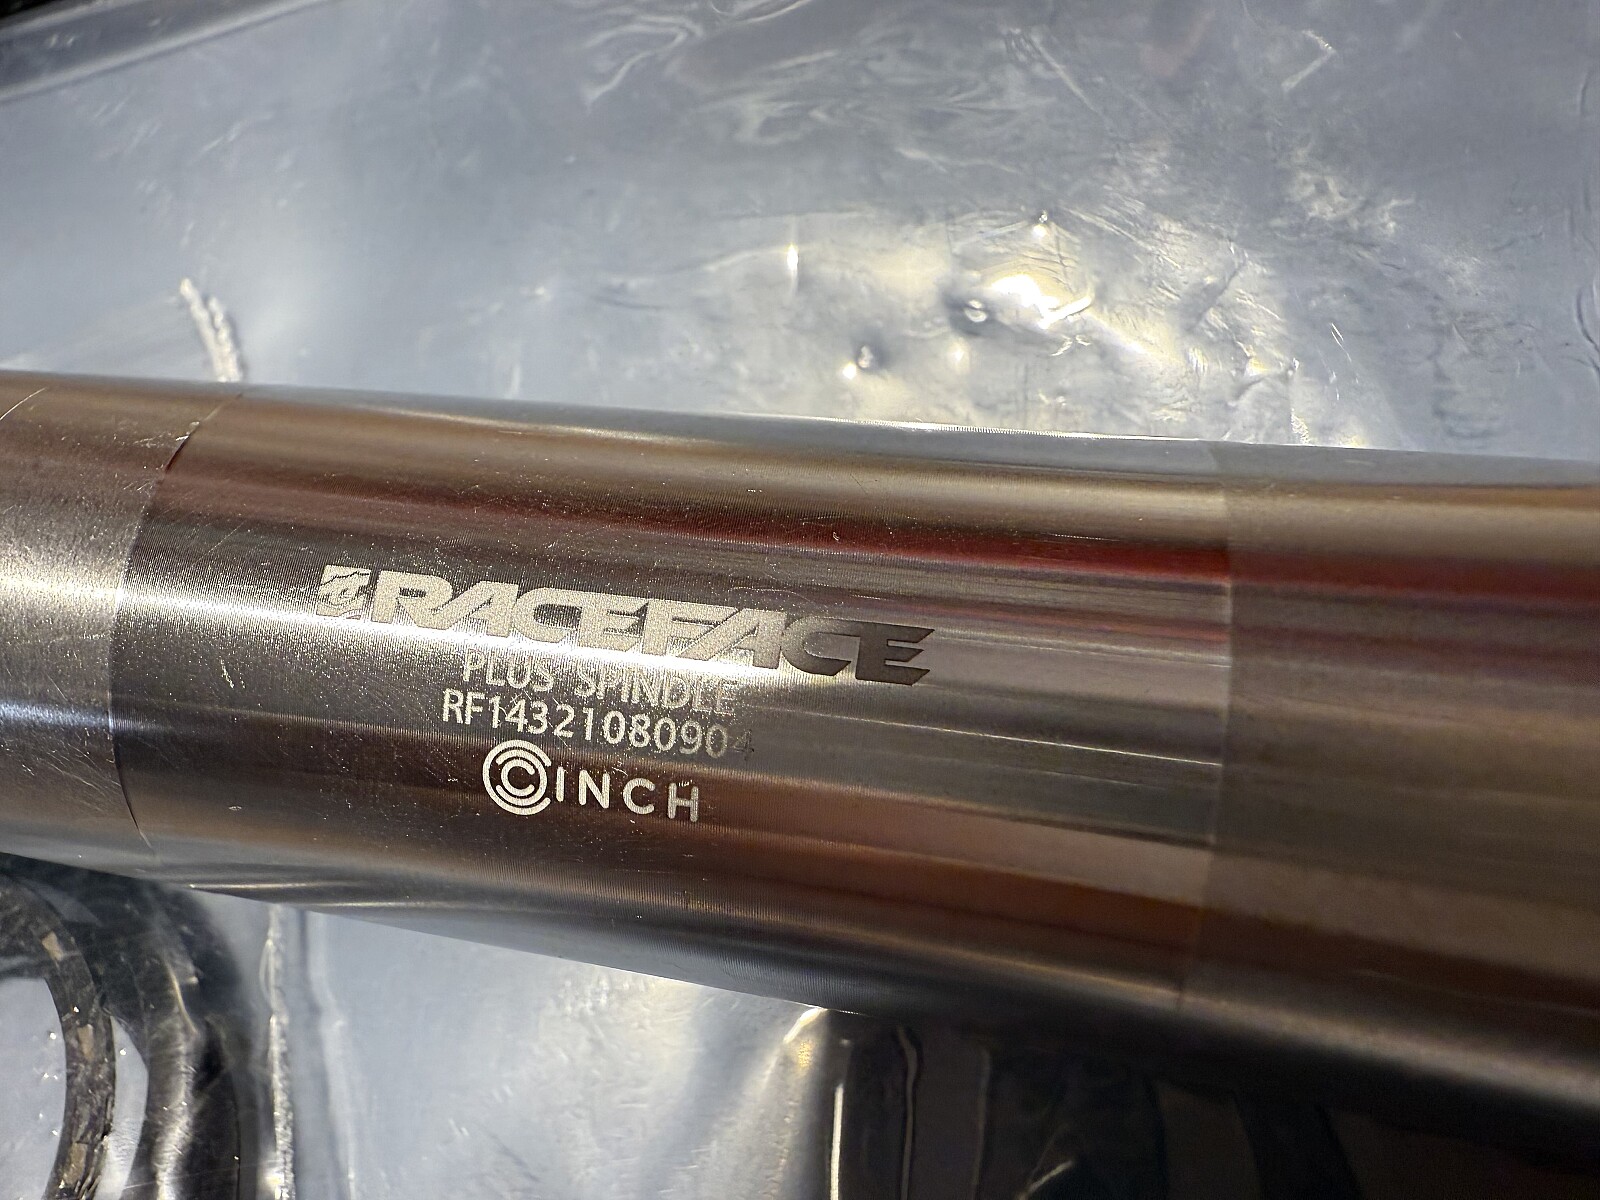 RACEFACE
PLUS SPINDLE
RF14321080904
CINCH